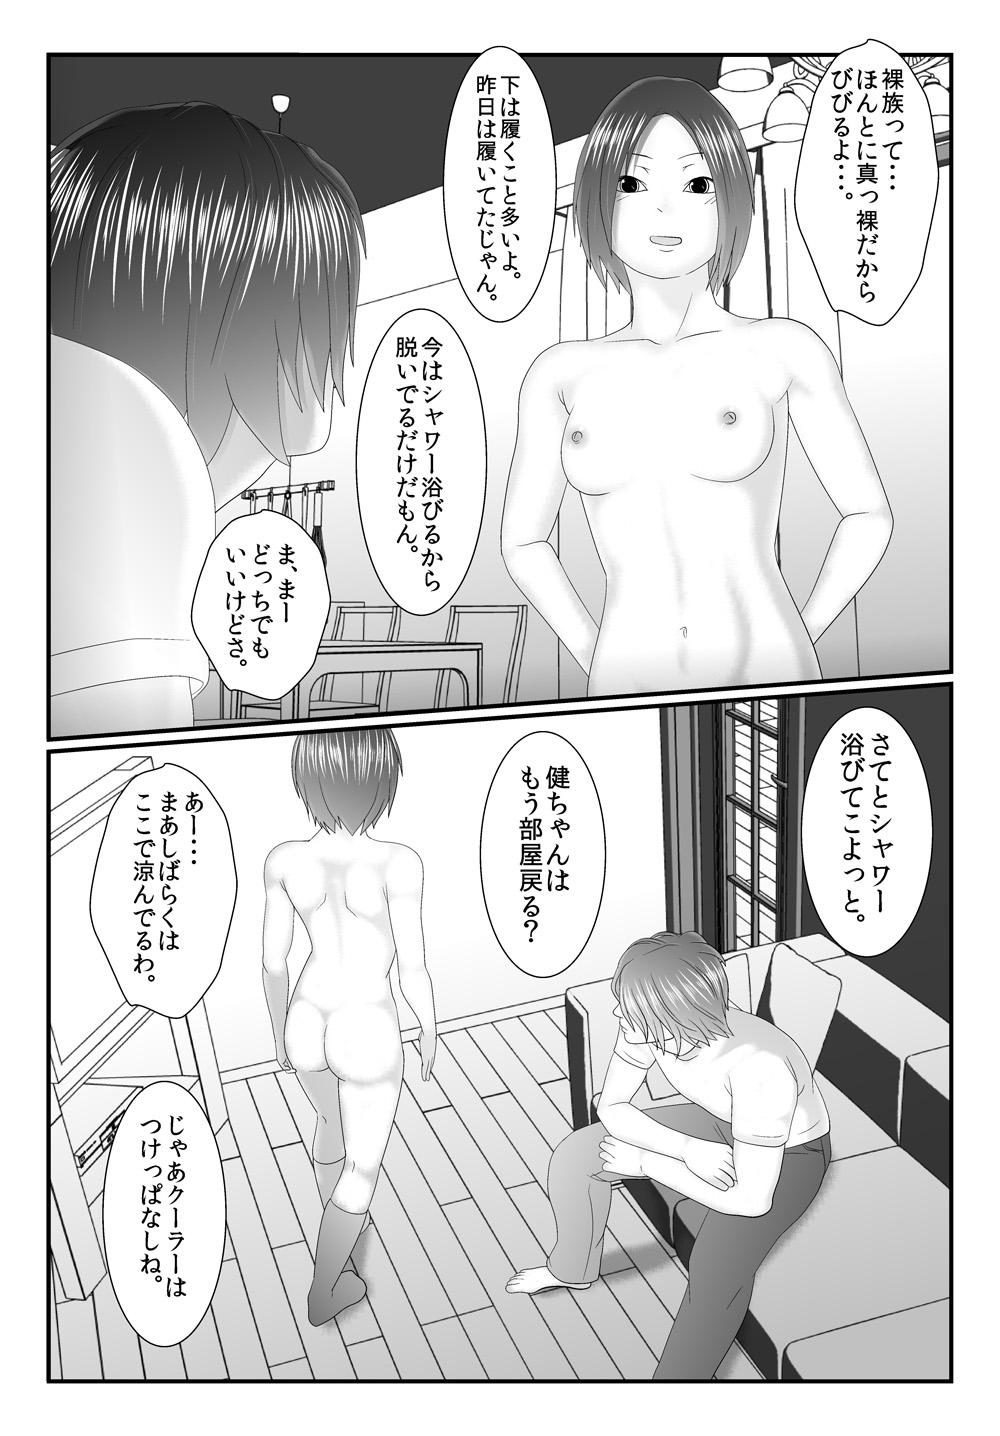 裸族って･･･
ほんとに真っ裸だから
びびるよ･･･。
下は履くこと多いよ。
昨日は履いてたじゃん。
今はシャワー浴びるから
脱いでるだけだもん。
ま、まー
どっちでも
いいけどさ。
さてとシャワー
浴びてこよっと。
健ちゃんは
もう部屋戻る？
あー･･･
まあしばらくは
ここで涼んでるわ。
じゃあクーラーは
つけっぱなしね。